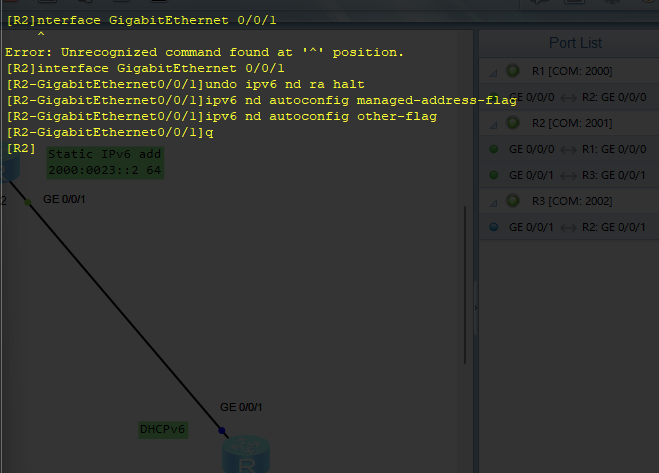 [R2]nterface GigabitEthernet 0/0/1
^
Error: Unrecognized command found at '^' position.
[R2]interface GigabitEthernet 0/0/1
[R2-GigabitEthernet0/0/1]undo ipv6 nd ra halt
[R2-GigabitEthernet0/0/1]ipv6 nd autoconfig managed-address-flag
[R2-GigabitEthernet0/0/1]ipv6 nd autoconfig other-flag
[R2-GigabitEthernet0/0/1]q
[R2]
Static IPv6 add
2000:0023::2 64
2
GE 0/0/1
GE 0/0/1
DHCPv6
R
Port List
R1 [COM: 2000]
GE 0/0/0 R2: GE 0/0/0
R2 [COM: 2001]
GE 0/0/0 R1: GE 0/0/0
GE 0/0/1 R3: GE 0/0/1
R3 [COM: 2002]
GE 0/0/1 R2: GE 0/0/1